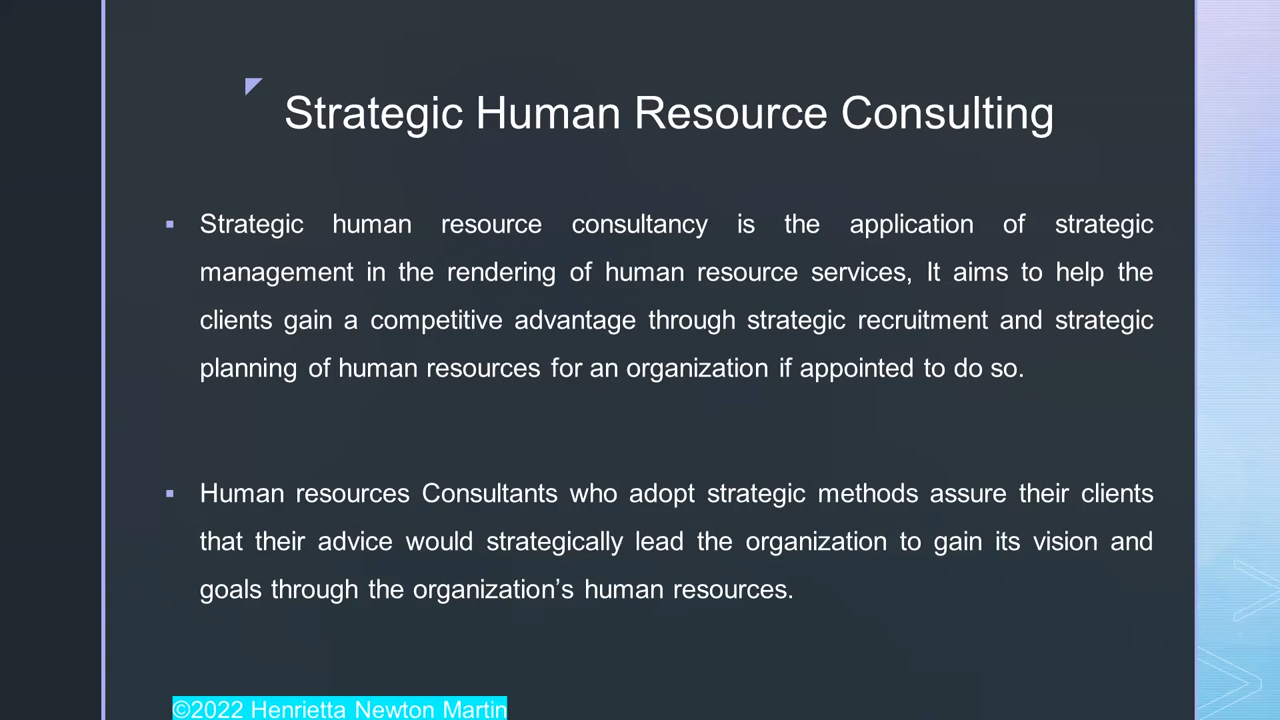 Strategic Human Resource Consulting
Strategic human resource consultancy is the application of strategic
management in the rendering of human resource services, It aims to help the
clients gain a competitive advantage through strategic recruitment and strategic
planning of human resources for an organization if appointed to do so.
Human resources Consultants who adopt strategic methods assure their clients
that their advice would strategically lead the organization to gain its vision and
goals through the organization’s human resources.
©2022 Henrietta Newton Martin